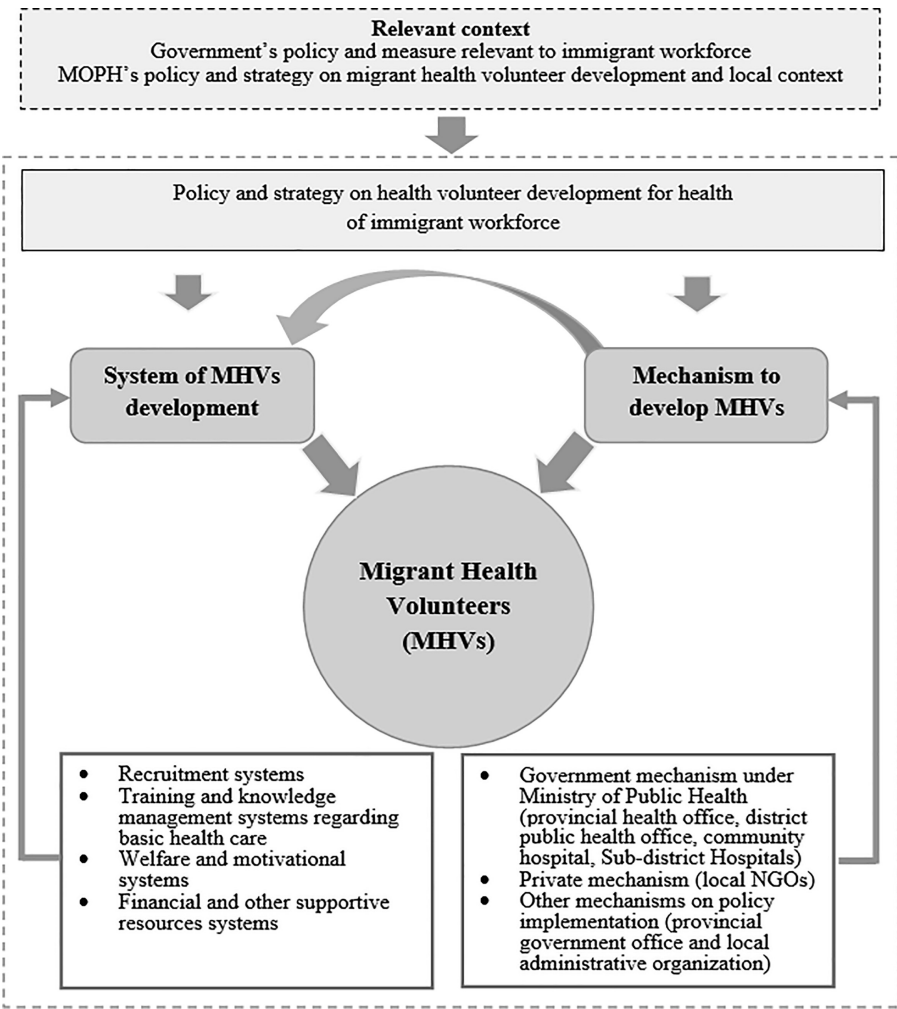 Relevant context
Government's policy and measure relevant to immigrant workforce
MOPH's policy and strategy on migrant health volunteer development and local context
Policy and strategy on health volunteer development for health
of immigrant workforce
System of MHVs
development
Mechanism to
develop MHVs
Migrant Health
Volunteers
(MHVs)
• Recruitment systems
• Training and knowledge
management systems regarding
basic health care
• Welfare and motivational
systems
• Financial and other supportive
resources systems
• Government mechanism under
Ministry of Public Health
(provincial health office, district
public health office, community
hospital, Sub-district Hospitals)
• Private mechanism (local NGOs)
• Other mechanisms on policy
implementation (provincial
government office and local
administrative organization)